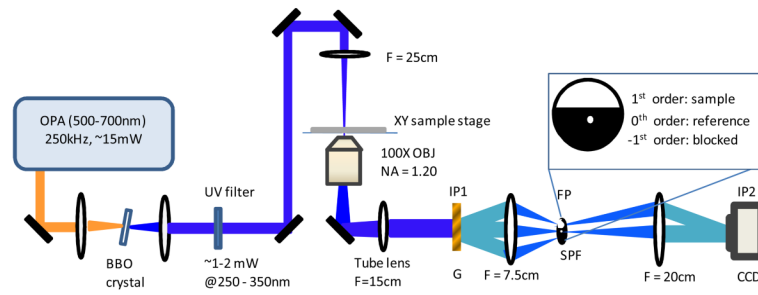 OPA (500-700nm)
250kHz, ~15mW
BBO
crystal
UV filter
~1-2 mW
@250 - 350nm
F = 25cm
XY sample stage
100X OBJ
NA = 1.20
Tube lens
F=15cm
IP1
G
F = 7.5cm
FP
SPF
1st order: sample
0th order: reference
-1st order: blocked
F = 20cm
IP2
CCD